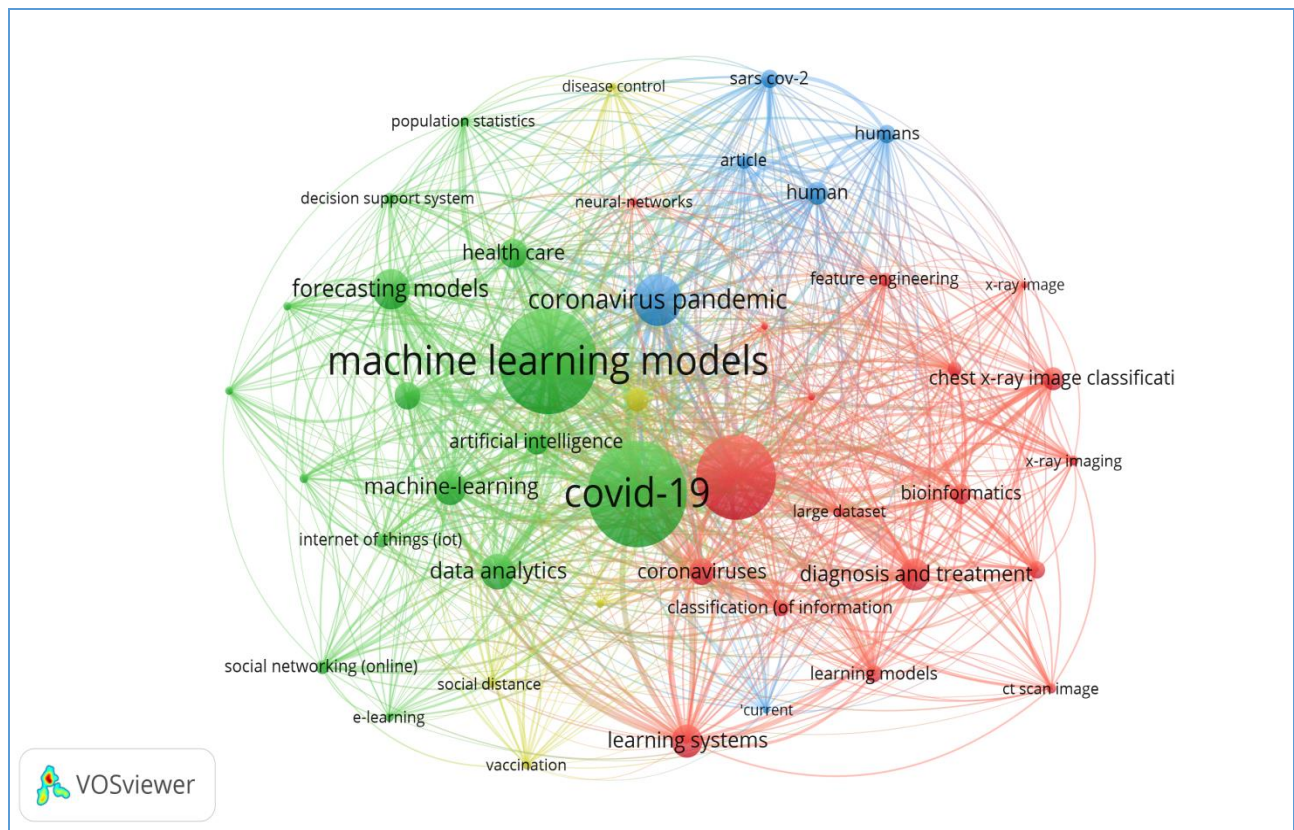 sars cov-2
disease control
population statistics
humans
article
human
decision support system
neural-networks
health care
feature engineering
x-ray image
forecasting models
coronavirus pandemic
machine learning models
chest x-ray image classificati
artificial intelligence
x-ray imaging
machine-learning
covid-19
bioinformatics
large dataset
internet of things (iot)
data analytics
coronaviruses
diagnosis and treatment
classification (of information
social networking (online)
learning models
social distance
ct scan image
e-learning
'current
learning systems
vaccination
VOSviewer